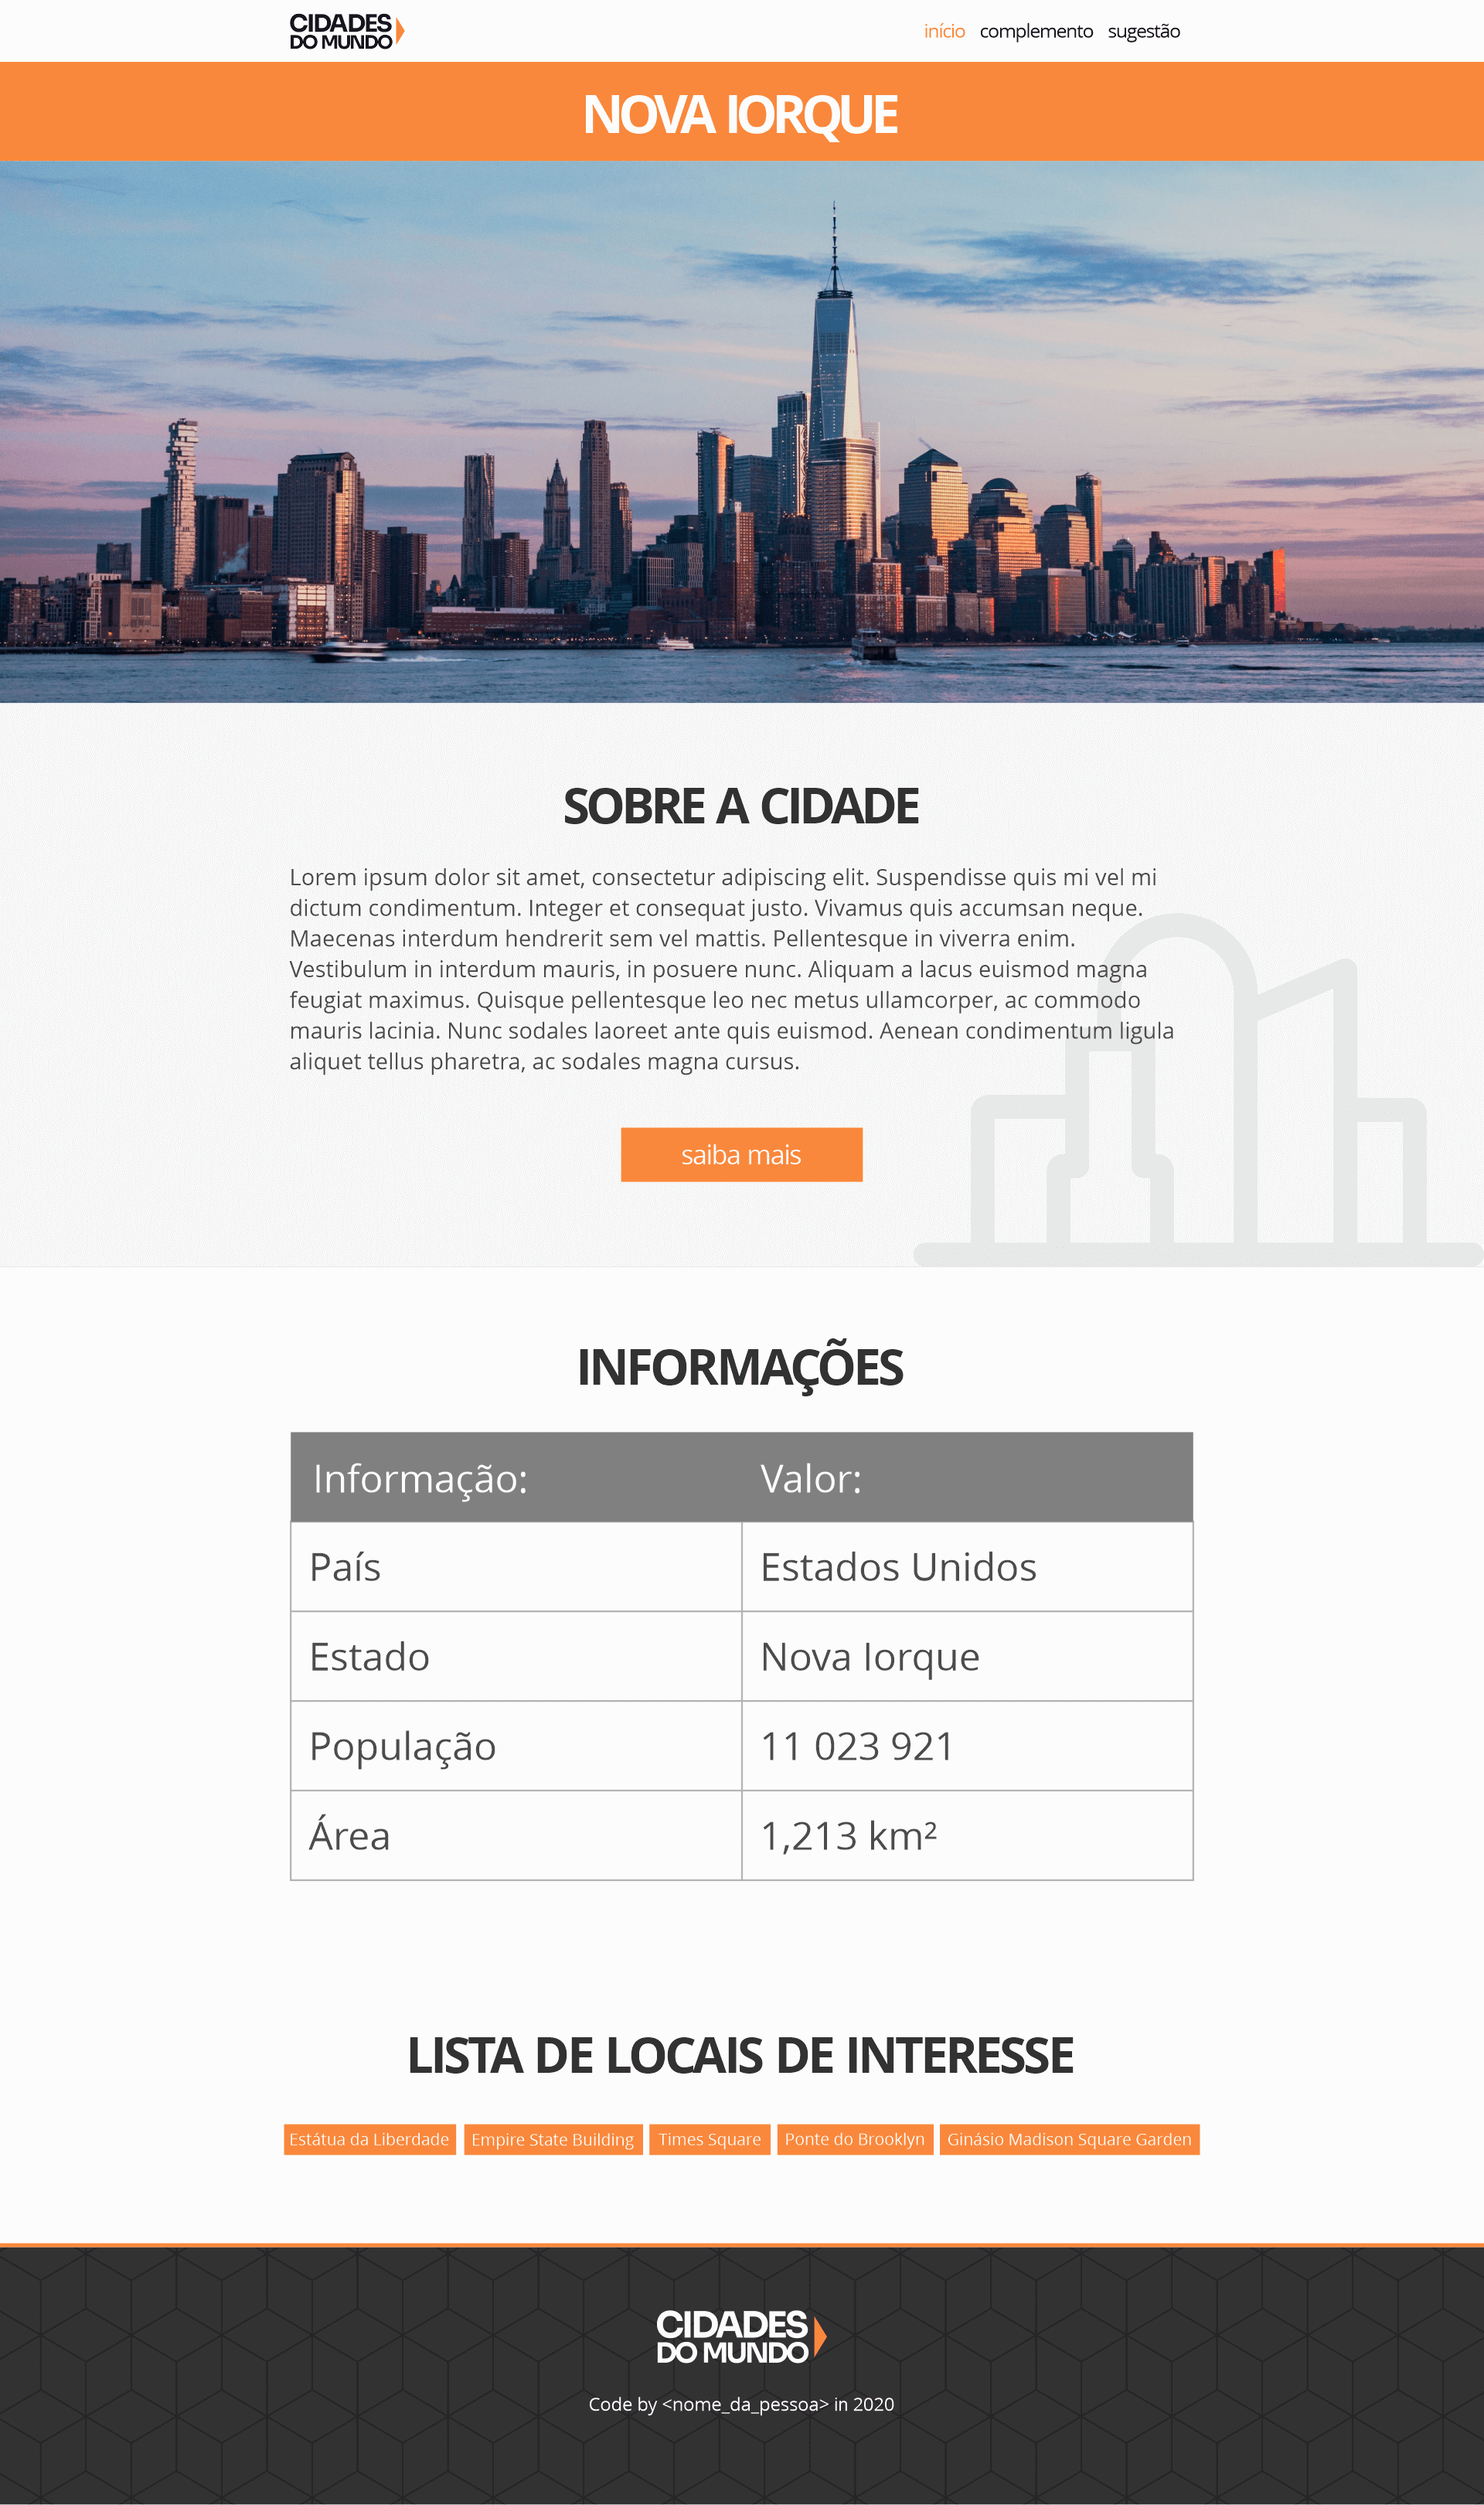 CIDADES
DO MUNDO
início complemento sugestão
NOVA IORQUE
SOBRE A CIDADE
Lorem ipsum dolor sit amet, consectetur adipiscing elit. Suspendisse quis mi vel mi
dictum condimentum. Integer et consequat justo. Vivamus quis accumsan neque.
Maecenas interdum hendrerit sem vel mattis. Pellentesque in viverra enim.
Vestibulum in interdum mauris, in posuere nunc. Aliquam a lacus euismod magna
feugiat maximus. Quisque pellentesque leo nec metus ullamcorper, ac commodo
mauris lacinia. Nunc sodales laoreet ante quis euismod. Aenean condimentum ligula
aliquet tellus pharetra, ac sodales magna cursus.
saiba mais
INFORMAÇÕES
Informação: Valor:
País Estados Unidos
Estado Nova Iorque
População 11 023 921
Área 1,213 km²
LISTA DE LOCAIS DE INTERESSE
Estátua da Liberdade Empire State Building Times Square Ponte do Brooklyn Ginásio Madison Square Garden
CIDADES
DO MUNDO
Code by <nome_da_pessoa> in 2020